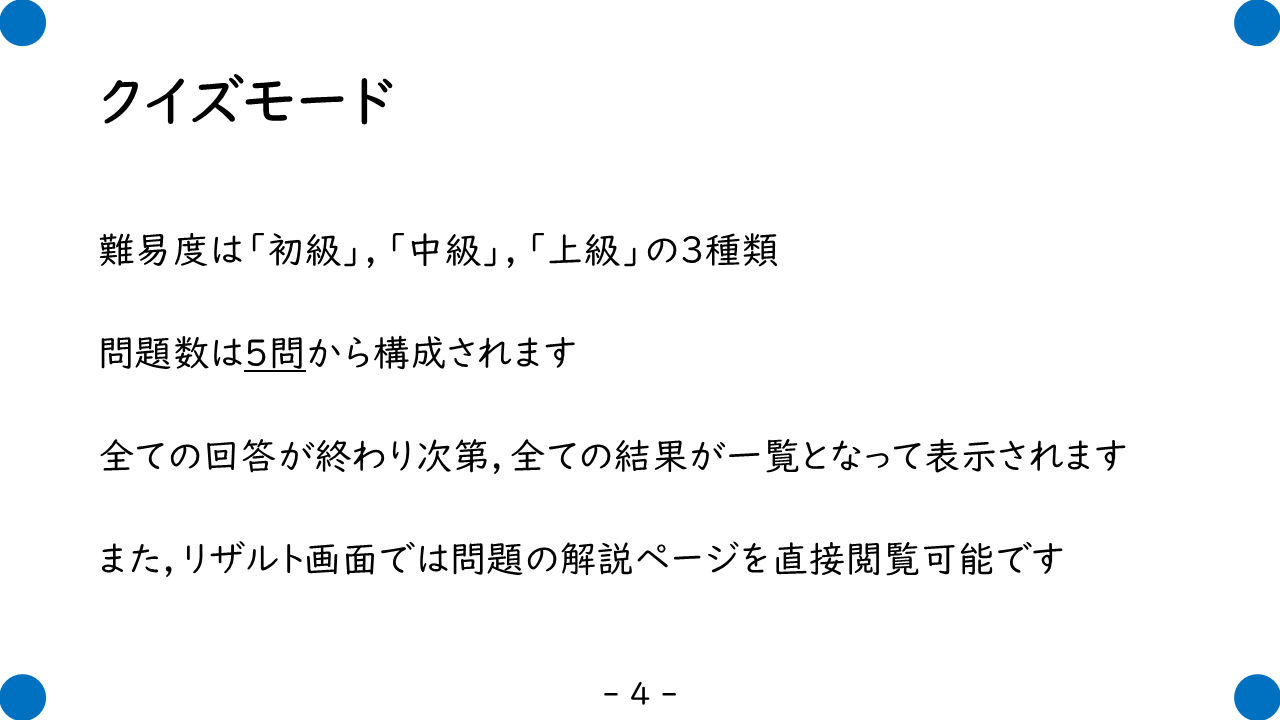 クイズモード
難易度は「初級」,「中級」,「上級」の3種類
問題数は5問から構成されます
全ての回答が終わり次第,全ての結果が一覧となって表示されます
また,リザルト画面では問題の解説ページを直接閲覧可能です
- 4 -